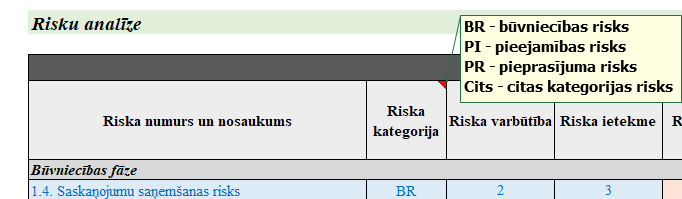 Risku analīze
BR - būvniecības risks
PI - pieejamības risks
PR - pieprasījuma risks
Cits - citas kategorijas risks
Riska numurs un nosaukums
Riska kategorija
Riska varbūtība
Riska ietekme
R
Būvniecības fāze
1.4. Saskaņojumu saņemšanas risks
BR
2
3